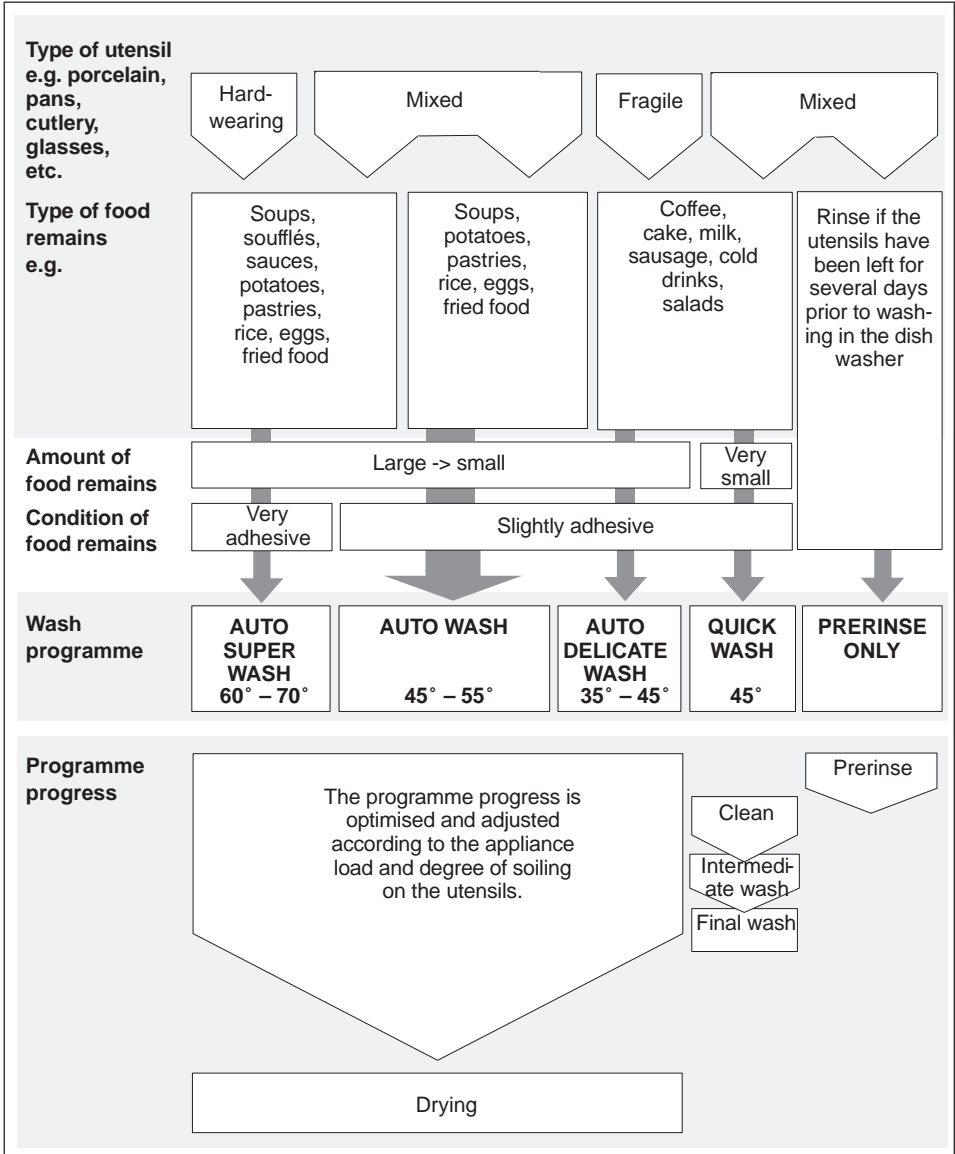 Type of utensil
e.g. porcelain,
pans,
cutlery,
glasses,
etc.
Hard-
wearing
Mixed
Fragile
Mixed
Type of food
remains
e.g.
Soups,
soufflés,
sauces,
potatoes,
pastries,
rice, eggs,
fried food
Soups,
potatoes,
pastries,
rice, eggs,
fried food
Coffee,
cake, milk,
sausage, cold
drinks,
salads
Rinse if the
utensils have
been left for
several days
prior to wash-
ing in the dish
washer
Amount of
food remains
Large -> small
Very
small
Condition of
food remains
Very
adhesive
Slightly adhesive
Wash
programme
AUTO
SUPER
WASH
60° – 70°
AUTO WASH
45° – 55°
AUTO
DELICATE
WASH
35° – 45°
QUICK
WASH
45°
PRERINSE
ONLY
Programme
progress
The programme progress is
optimised and adjusted
according to the appliance
load and degree of soiling
on the utensils.
Prerinse
Clean
Intermedi-
ate wash
Final wash
Drying